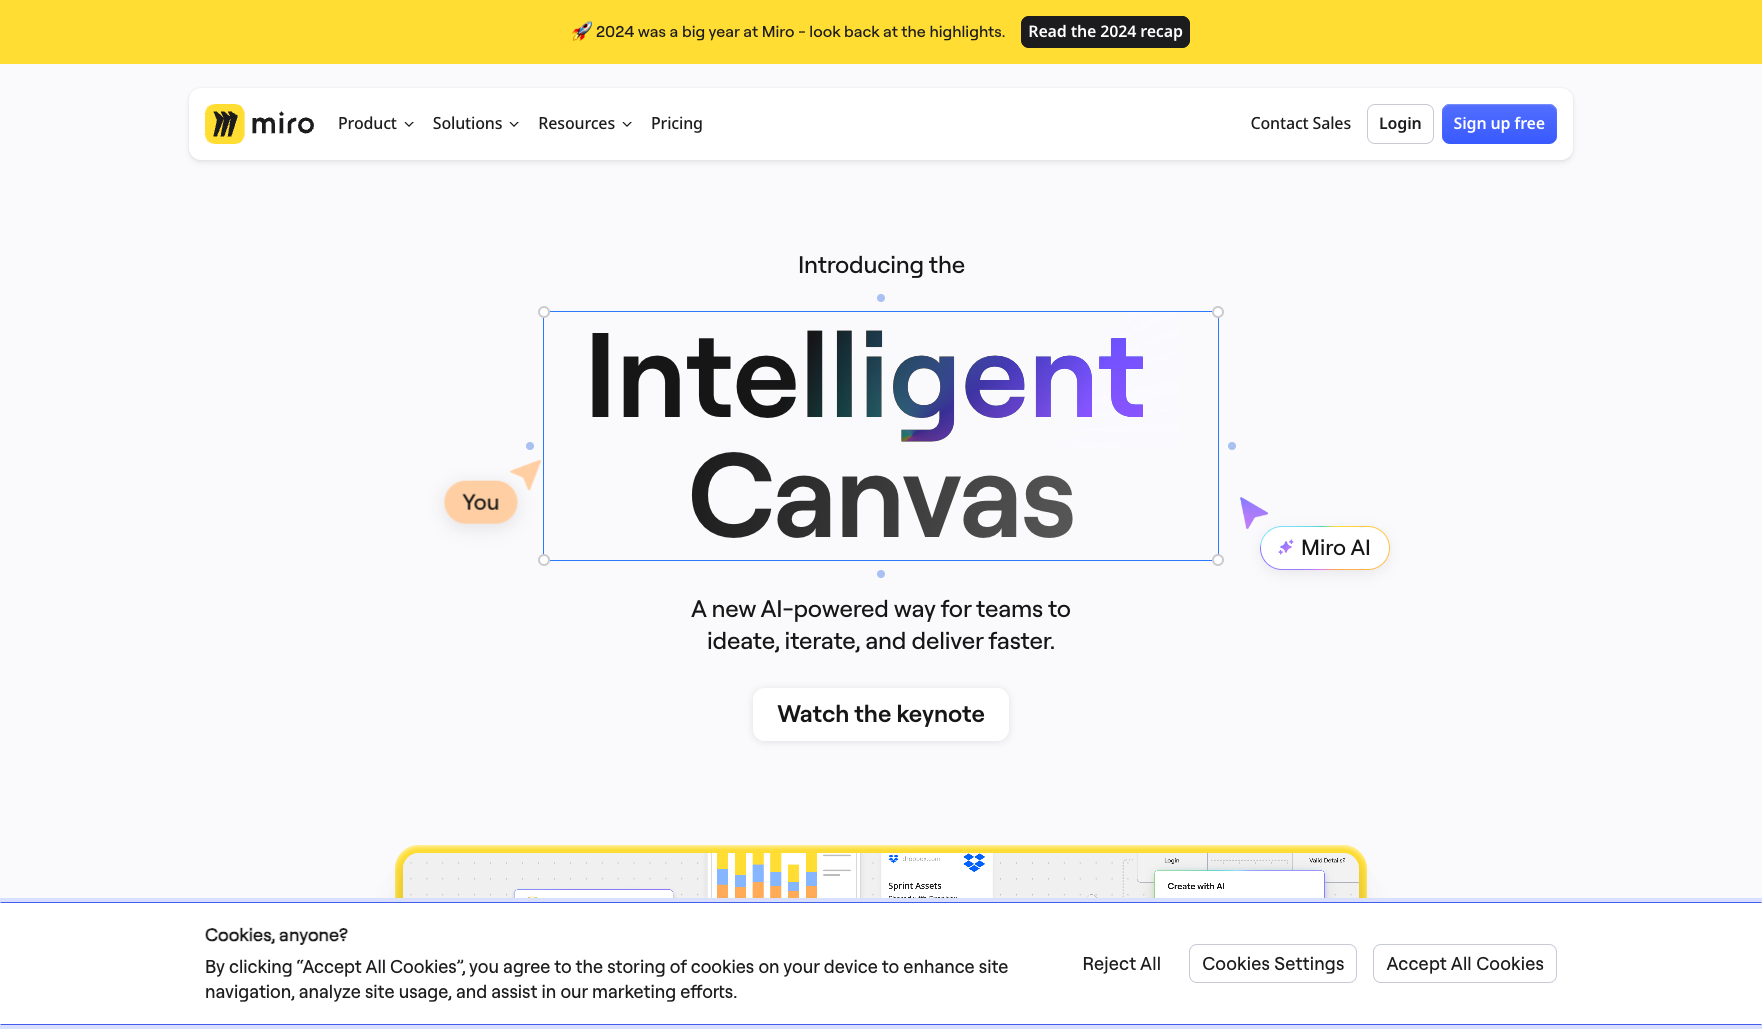 🚀 2024 was a big year at Miro – look back at the highlights. Read the 2024 recap
miro Product Solutions Resources Pricing Contact Sales Login Sign up free
Introducing the
Intelligent
Canvas
You
Miro AI
A new AI-powered way for teams to
ideate, iterate, and deliver faster.
Watch the keynote
dropbox.com
Sprint Assets
Login
Valid Details?
Create with AI
Cookies, anyone?
By clicking “Accept All Cookies”, you agree to the storing of cookies on your device to enhance site
navigation, analyze site usage, and assist in our marketing efforts.
Reject All Cookies Settings Accept All Cookies